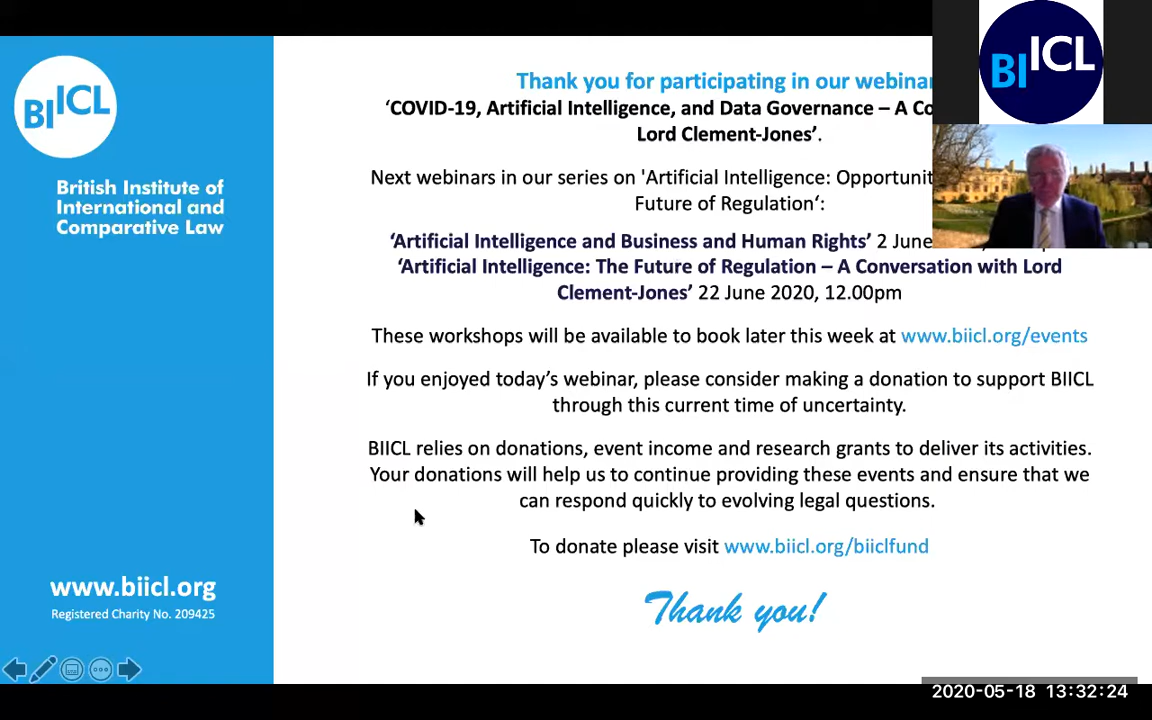 BIICL
British Institute of
International and
Comparative Law
www.biicl.org
Registered Charity No. 209425
Thank you for participating in our webinar
‘COVID-19, Artificial Intelligence, and Data Governance – A
Lord Clement-Jones’.
Next webinars in our series on 'Artificial Intelligence:
Future of Regulation‘:
‘Artificial Intelligence and Business and Human Rights’ 2 June
‘Artificial Intelligence: The Future of Regulation – A Conversation with Lord
Clement-Jones’ 22 June 2020, 12.00pm
These workshops will be available to book later this week at www.biicl.org/events
If you enjoyed today’s webinar, please consider making a donation to support BIICL
through this current time of uncertainty.
BIICL relies on donations, event income and research grants to deliver its activities.
Your donations will help us to continue providing these events and ensure that we
can respond quickly to evolving legal questions.
To donate please visit www.biicl.org/biiclfund
Thank you!
BIICL
2020-05-18 13:32:24